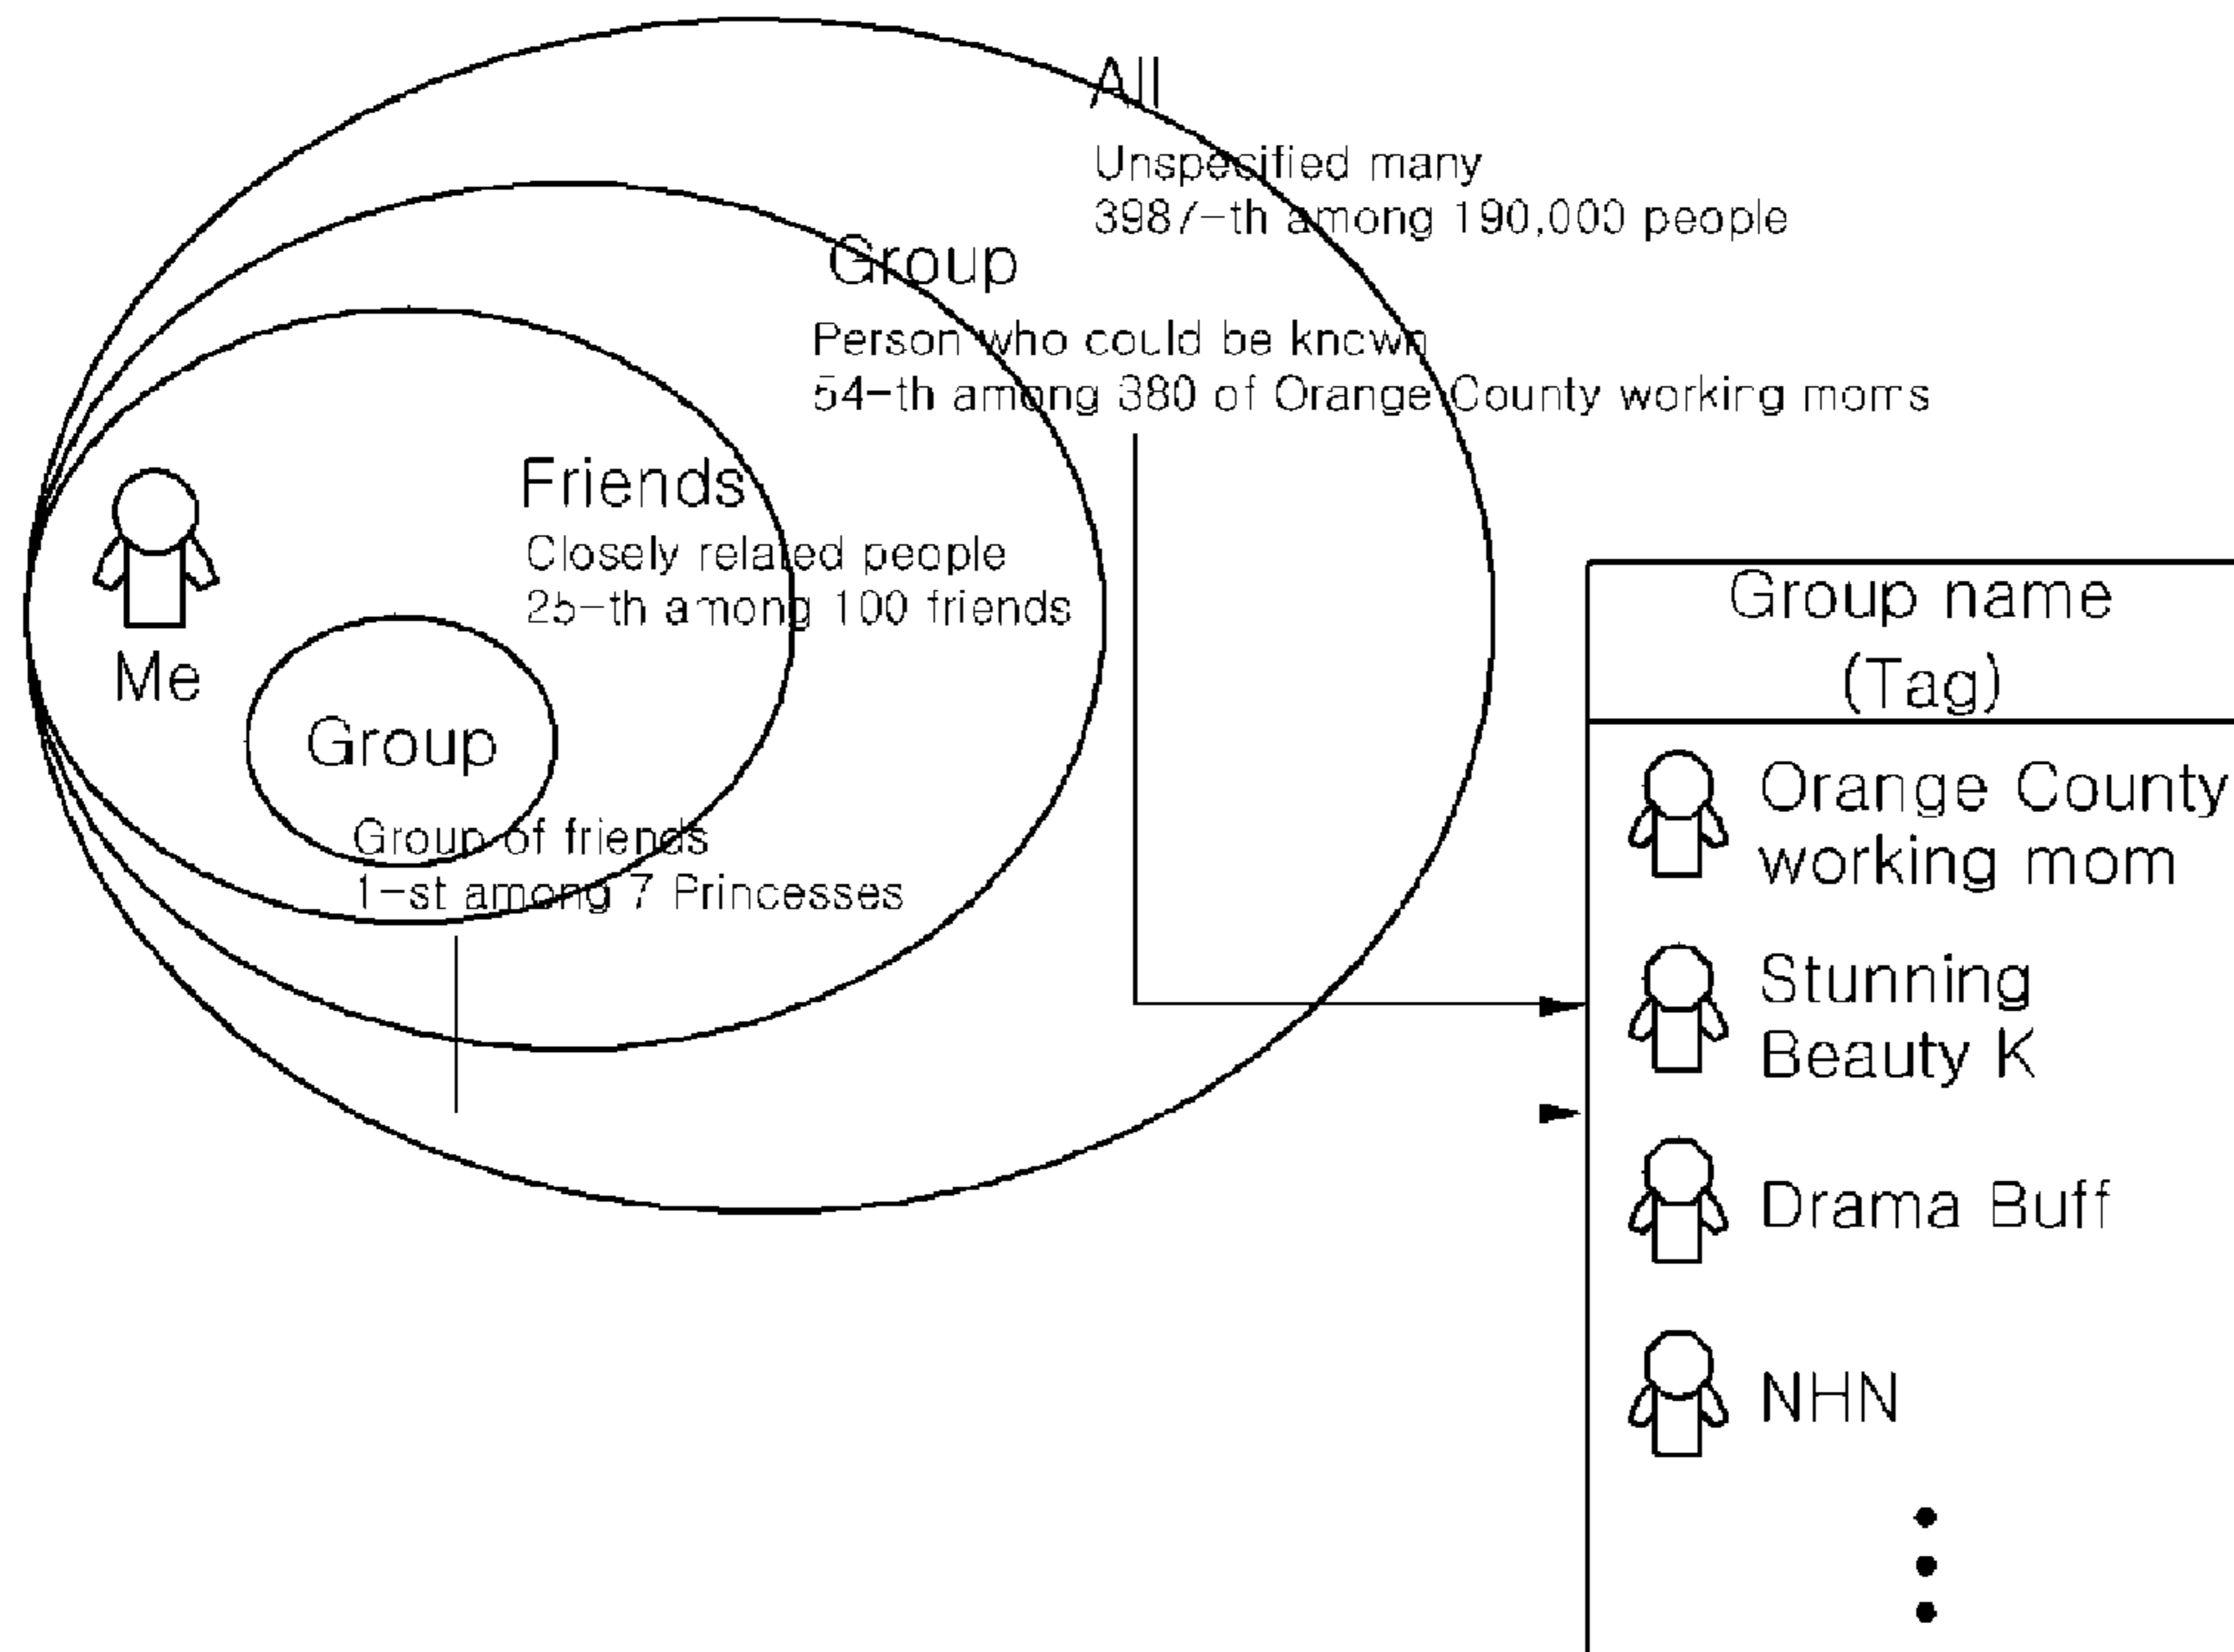 All
Unspecified many
3987-th among 190,000 people
Group
Person who could be known
54-th among 380 of Orange County working moms
Friends
Closely related people
25-th among 100 friends
Me
Group
Group of friends
1-st among 7 Princesses
Group name
(Tag)
Orange County
working mom
Stunning
Beauty K
Drama Buff
NHN